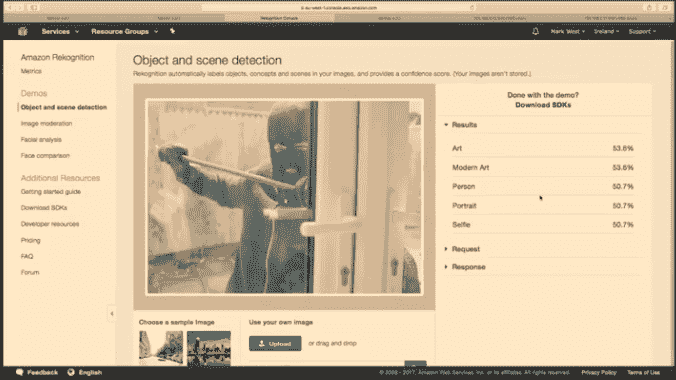 Services
Resource Groups
Mark West
Ireland
Support
Amazon Rekognition
Metrics
Demos
Object and scene detection
Image moderation
Facial analysis
Face comparison
Additional Resources
Getting started guide
Download SDKs
Developer resources
Pricing
FAQ
Forum
Object and scene detection
Rekognition automatically labels objects, concepts and scenes in your images, and provides a confidence score. (Your images aren't stored.).
Choose a sample image
Use your own image
Upload or drag and drop
Done with the demo?
Download SDKs
Results
Art 53.6%
Modern Art 53.6%
Person 50.7%
Portrait 50.7%
Selfie 50.7%
Request
Response
Feedback
English
© 2008 - 2017, Amazon Web Services, Inc. or its affiliates. All rights reserved.
Privacy Policy
Terms of Use